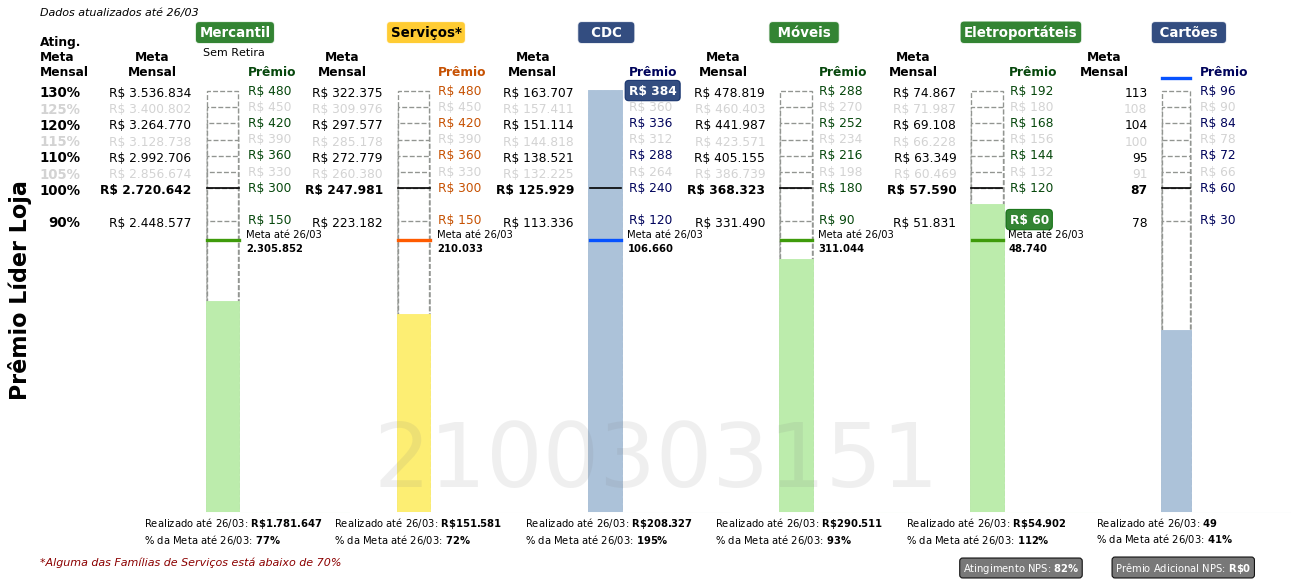 Dados atualizados até 26/03
Mercantil Serviços* CDC Móveis Eletroportáteis Cartões
Sem Retira
Ating. Meta Mensal
Meta Mensal Prêmio Meta Mensal Prêmio Meta Mensal Prêmio Meta Mensal Prêmio Meta Mensal Prêmio Meta Mensal Prêmio
130% R$ 3.536.834 R$ 480 R$ 322.375 R$ 480 R$ 163.707 R$ 384 R$ 478.819 R$ 288 R$ 74.867 R$ 192 113 R$ 96
125% R$ 3.400.802 R$ 450 R$ 309.976 R$ 450 R$ 157.411 R$ 360 R$ 460.403 R$ 270 R$ 71.987 R$ 180 108 R$ 90
120% R$ 3.264.770 R$ 420 R$ 297.577 R$ 420 R$ 151.114 R$ 336 R$ 441.987 R$ 252 R$ 69.108 R$ 168 104 R$ 84
115% R$ 3.128.738 R$ 390 R$ 285.178 R$ 390 R$ 144.818 R$ 312 R$ 423.571 R$ 234 R$ 66.228 R$ 156 100 R$ 78
110% R$ 2.992.706 R$ 360 R$ 272.779 R$ 360 R$ 138.521 R$ 288 R$ 405.155 R$ 216 R$ 63.349 R$ 144 95 R$ 72
105% R$ 2.856.674 R$ 330 R$ 260.380 R$ 330 R$ 132.225 R$ 264 R$ 386.739 R$ 198 R$ 60.469 R$ 132 91 R$ 66
100% R$ 2.720.642 R$ 300 R$ 247.981 R$ 300 R$ 125.929 R$ 240 R$ 368.323 R$ 180 R$ 57.590 R$ 120 87 R$ 60
90% R$ 2.448.577 R$ 150 R$ 223.182 R$ 150 R$ 113.336 R$ 120 R$ 331.490 R$ 90 R$ 51.831 R$ 60 78 R$ 30
Meta até 26/03 Meta até 26/03 Meta até 26/03 Meta até 26/03 Meta até 26/03
2.305.852 210.033 106.660 311.044 48.740
Prêmio Líder Loja
2100303151
Realizado até 26/03: R$1.781.647 Realizado até 26/03: R$151.581 Realizado até 26/03: R$208.327 Realizado até 26/03: R$290.511 Realizado até 26/03: R$54.902 Realizado até 26/03: 49
% da Meta até 26/03: 77% % da Meta até 26/03: 72% % da Meta até 26/03: 195% % da Meta até 26/03: 93% % da Meta até 26/03: 112% % da Meta até 26/03: 41%
*Alguma das Famílias de Serviços está abaixo de 70%
Atingimento NPS: 82% Prêmio Adicional NPS: R$0